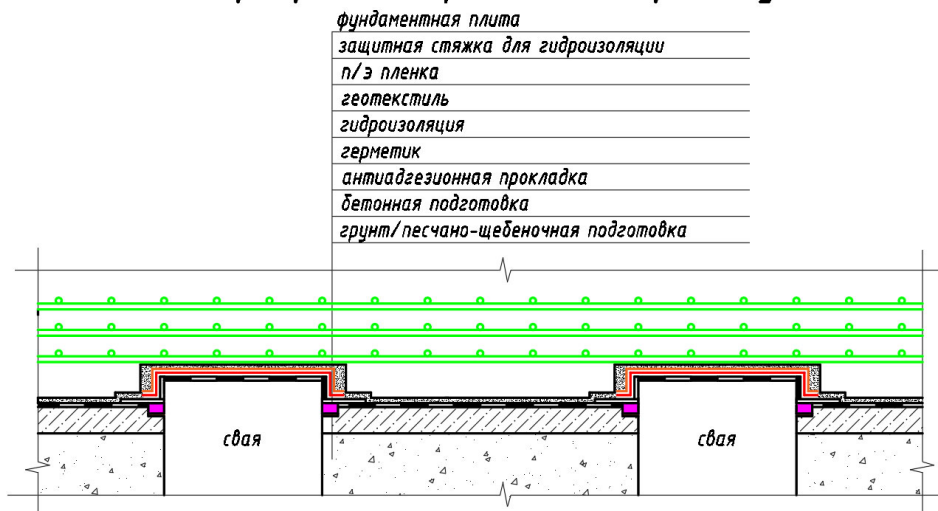 фундаментная плита
защитная стяжка для гидроизоляции
п/э пленка
геотекстиль
гидроизоляция
герметик
антиадгезионная прокладка
бетонная подготовка
грунт/песчано-щебеночная подготовка
свая
свая